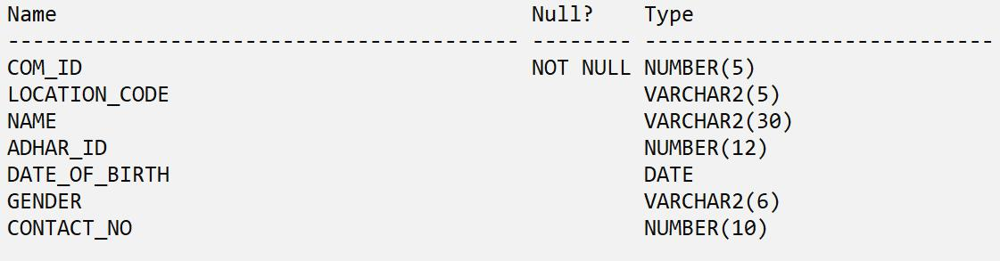 Name Null? Type
----------------------------------------- -------- ----------------------------
COM_ID NOT NULL NUMBER(5)
LOCATION_CODE VARCHAR2(5)
NAME VARCHAR2(30)
ADHAR_ID NUMBER(12)
DATE_OF_BIRTH DATE
GENDER VARCHAR2(6)
CONTACT_NO NUMBER(10)